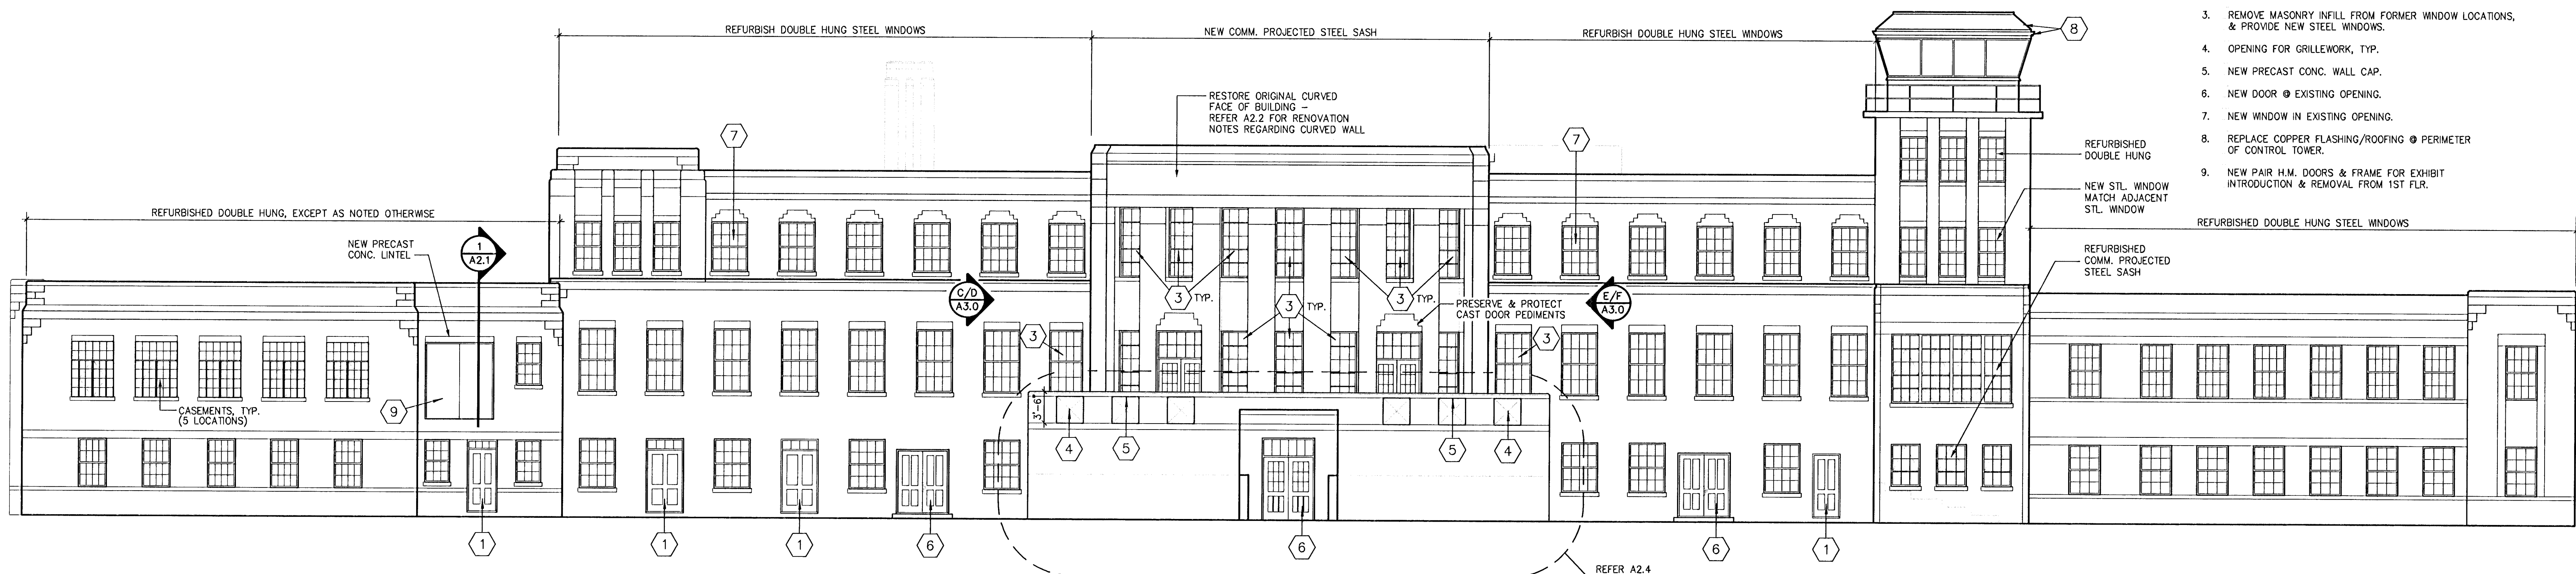 REFURBISH DOUBLE HUNG STEEL WINDOWS
NEW COMM. PROJECTED STEEL SASH
REFURBISH DOUBLE HUNG STEEL WINDOWS
8
3. REMOVE MASONRY INFILL FROM FORMER WINDOW LOCATIONS,
& PROVIDE NEW STEEL WINDOWS.
4. OPENING FOR GRILLEWORK, TYP.
5. NEW PRECAST CONC. WALL CAP.
6. NEW DOOR @ EXISTING OPENING.
7. NEW WINDOW IN EXISTING OPENING.
8. REPLACE COPPER FLASHING/ROOFING @ PERIMETER
OF CONTROL TOWER.
9. NEW PAIR H.M. DOORS & FRAME FOR EXHIBIT
INTRODUCTION & REMOVAL FROM 1ST FLR.
RESTORE ORIGINAL CURVED
FACE OF BUILDING -
REFER A2.2 FOR RENOVATION
NOTES REGARDING CURVED WALL
7
7
REFURBISHED
DOUBLE HUNG
NEW STL. WINDOW
MATCH ADJACENT
STL. WINDOW
REFURBISHED DOUBLE HUNG, EXCEPT AS NOTED OTHERWISE
REFURBISHED DOUBLE HUNG STEEL WINDOWS
NEW PRECAST
CONC. LINTEL
1
A2.1
REFURBISHED
COMM. PROJECTED
STEEL SASH
C/D
A3.0
3 TYP.
3 TYP.
3 TYP.
E/F
A3.0
PRESERVE & PROTECT
CAST DOOR PEDIMENTS
3
3
CASEMENTS, TYP.
(5 LOCATIONS)
9
3'-6"
4
5
5
4
1
1
1
6
6
6
1
REFER A2.4